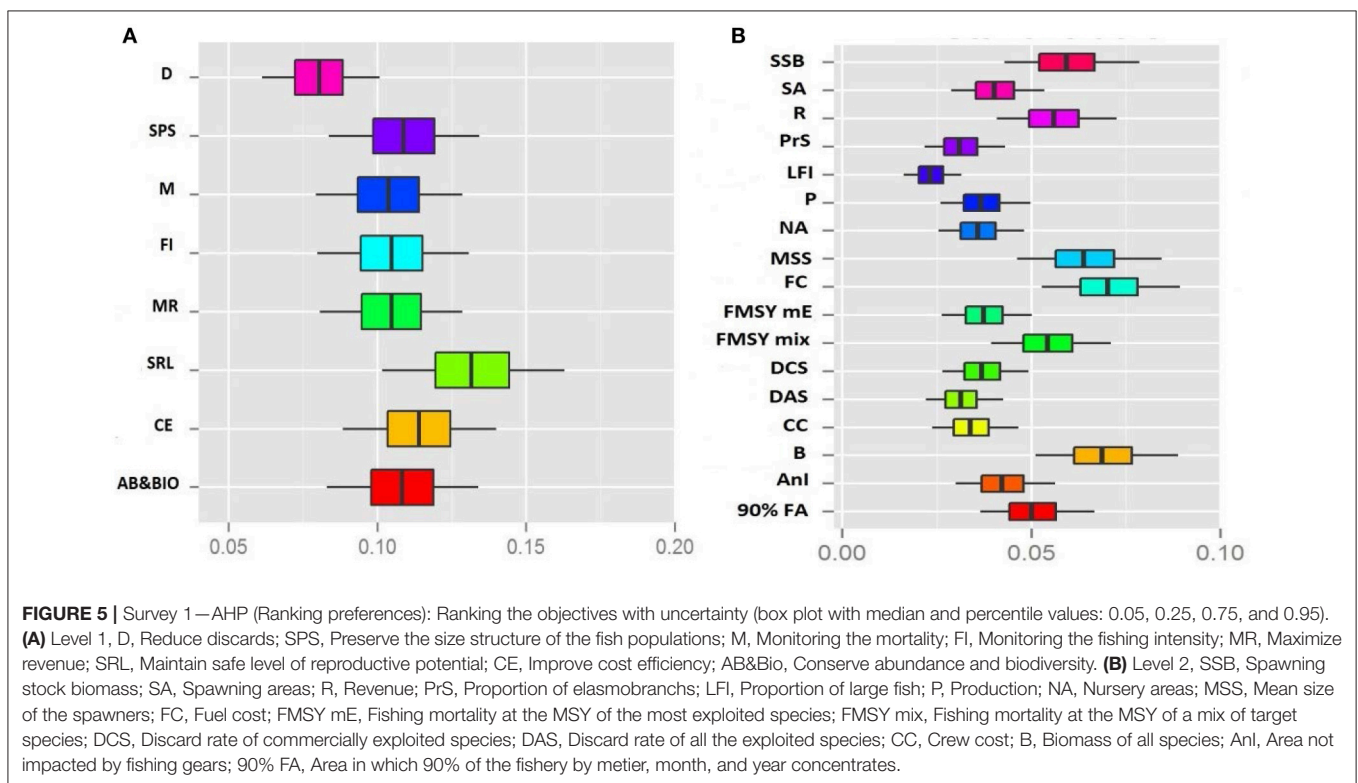 A
B
D
SPS
M
FI
MR
SRL
CE
AB&BIO
0.05 0.10 0.15 0.20
SSB
SA
R
PrS
LFI
P
NA
MSS
FC
FMSY mE
FMSY mix
DCS
DAS
CC
B
AnI
90% FA
0.00 0.05 0.10
FIGURE 5 | Survey 1—AHP (Ranking preferences): Ranking the objectives with uncertainty (box plot with median and percentile values: 0.05, 0.25, 0.75, and 0.95).
(A) Level 1, D, Reduce discards; SPS, Preserve the size structure of the fish populations; M, Monitoring the mortality; FI, Monitoring the fishing intensity; MR, Maximize
revenue; SRL, Maintain safe level of reproductive potential; CE, Improve cost efficiency; AB&Bio, Conserve abundance and biodiversity. (B) Level 2, SSB, Spawning
stock biomass; SA, Spawning areas; R, Revenue; PrS, Proportion of elasmobranchs; LFI, Proportion of large fish; P, Production; NA, Nursery areas; MSS, Mean size
of the spawners; FC, Fuel cost; FMSY mE, Fishing mortality at the MSY of the most exploited species; FMSY mix, Fishing mortality at the MSY of a mix of target
species; DCS, Discard rate of commercially exploited species; DAS, Discard rate of all the exploited species; CC, Crew cost; B, Biomass of all species; AnI, Area not
impacted by fishing gears; 90% FA, Area in which 90% of the fishery by metier, month, and year concentrates.